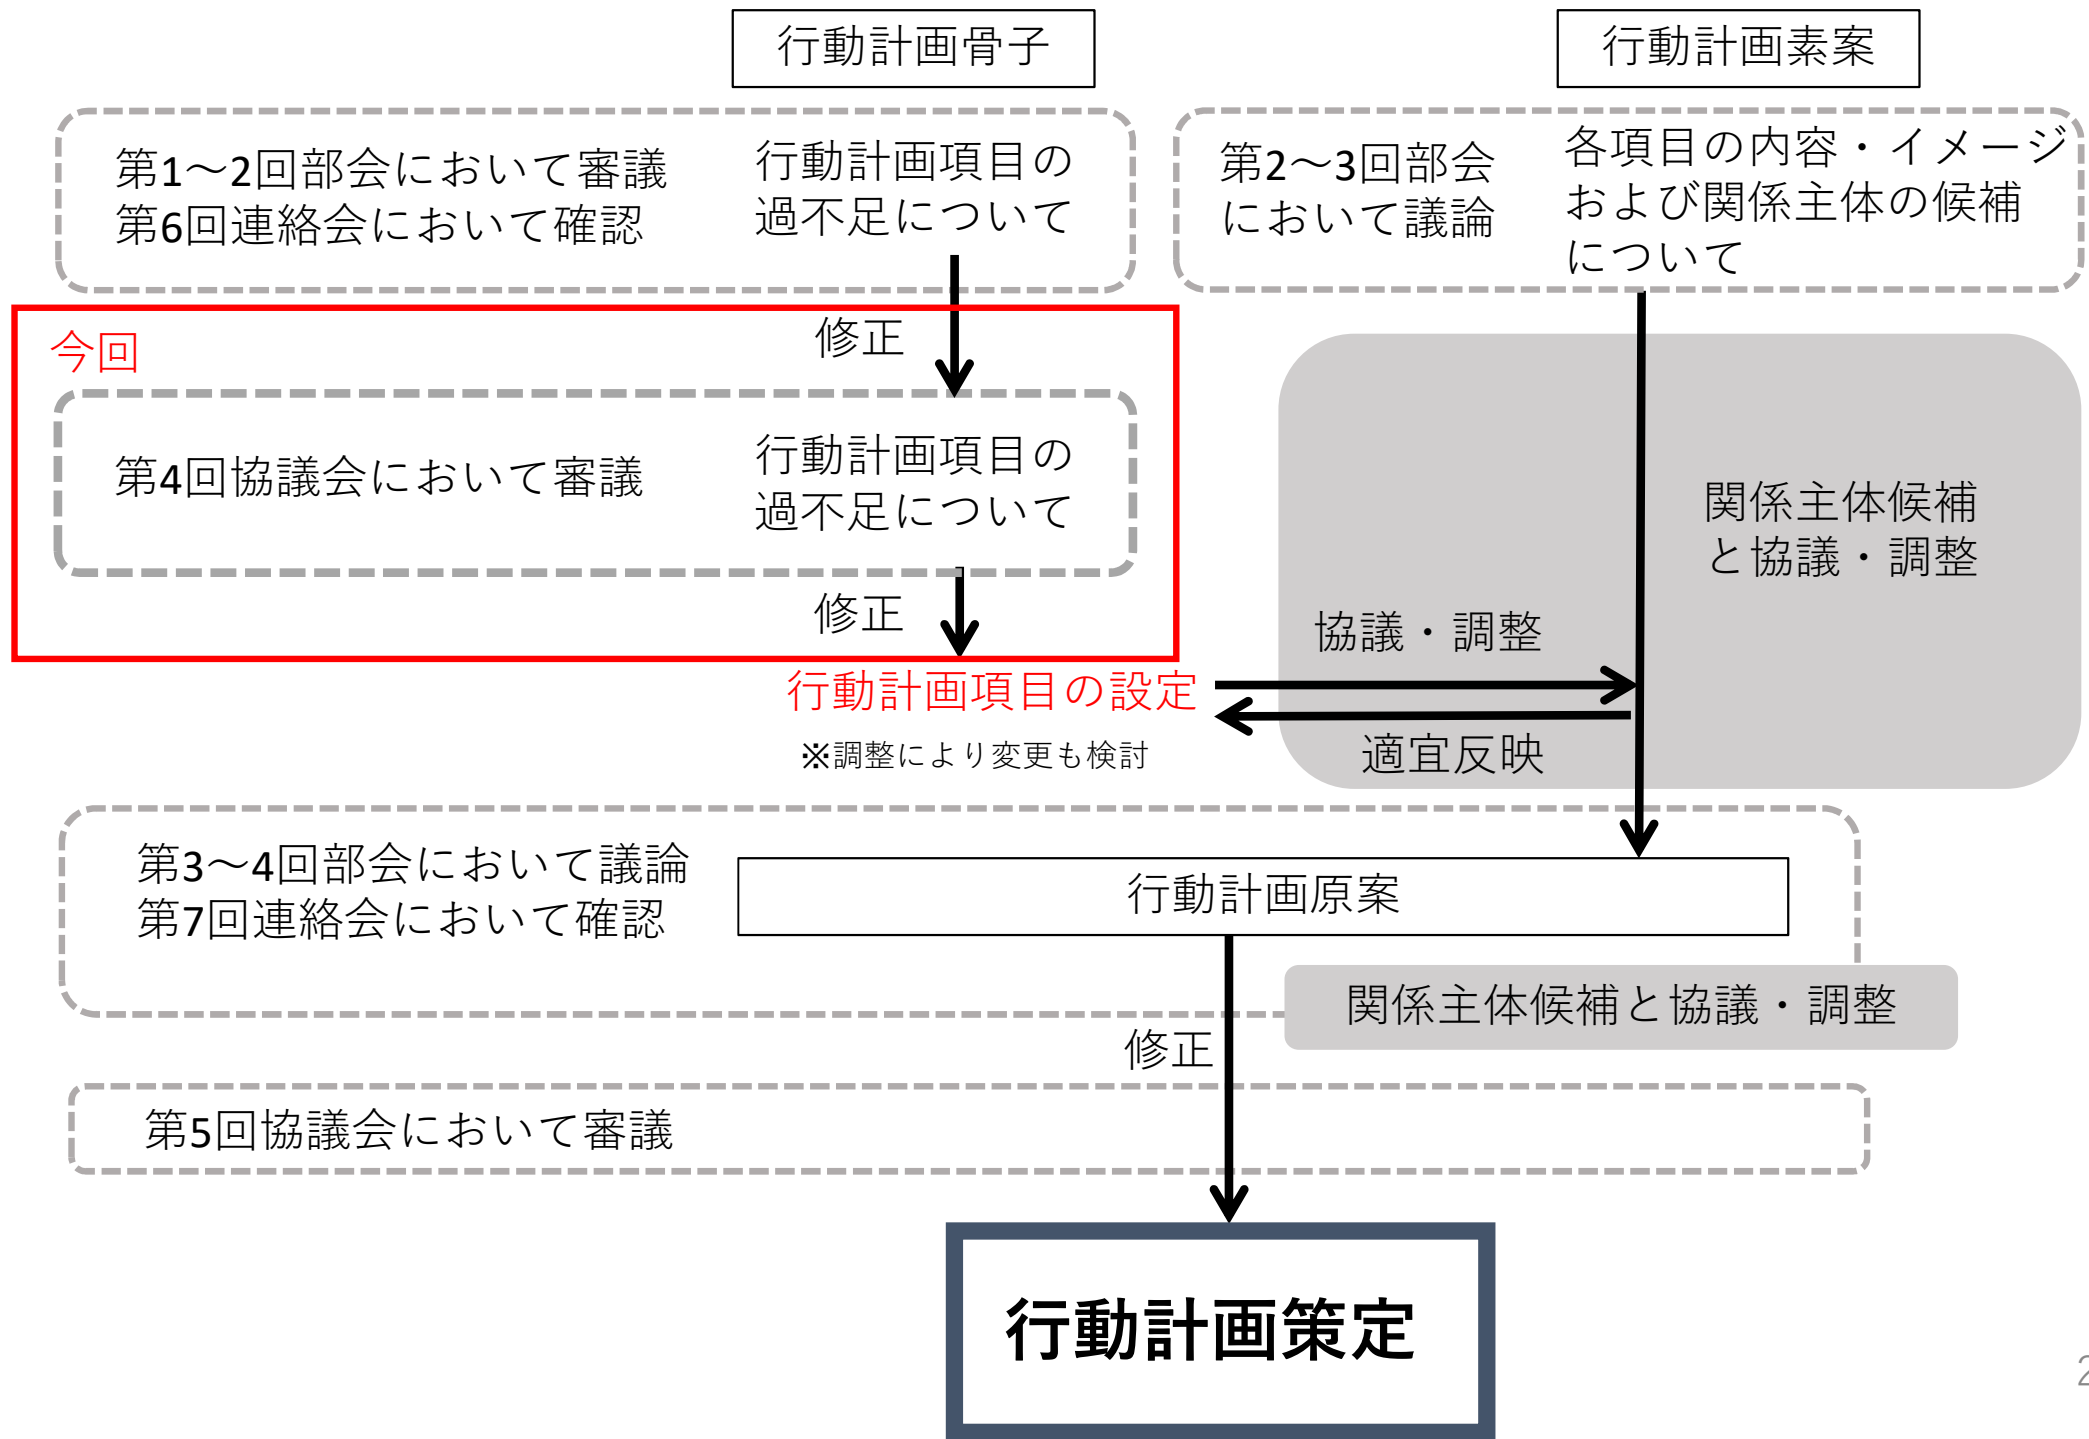 行動計画骨子
行動計画素案
第1～2回部会において審議
第6回連絡会において確認
行動計画項目の
過不足について
第2～3回部会
において議論
各項目の内容・イメージ
および関係主体の候補
について
今回
修正
第4回協議会において審議
行動計画項目の
過不足について
修正
関係主体候補
と協議・調整
協議・調整
行動計画項目の設定
適宜反映
※調整により変更も検討
第3～4回部会において議論
第7回連絡会において確認
行動計画原案
関係主体候補と協議・調整
修正
第5回協議会において審議
行動計画策定
2